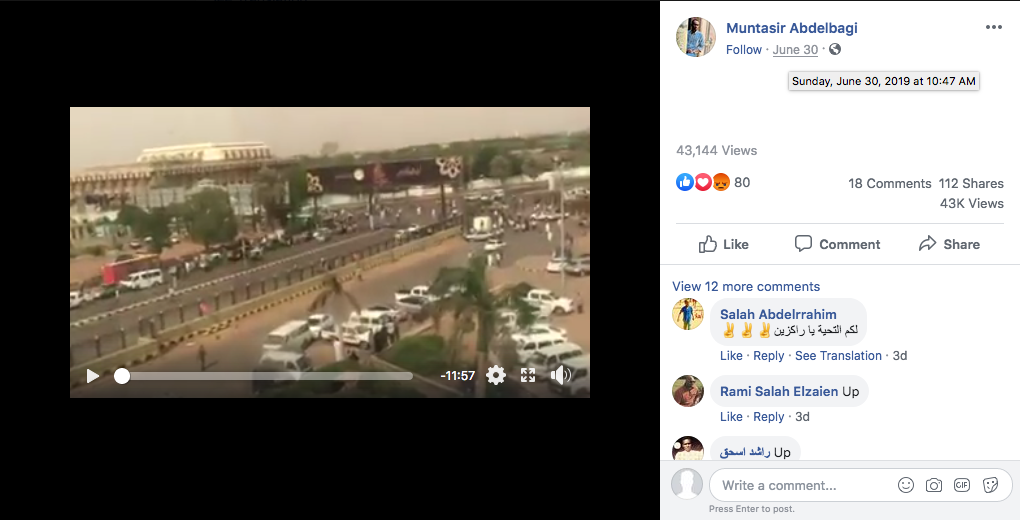 Muntasir Abdelbagi
Follow · June 30 ·
Sunday, June 30, 2019 at 10:47 AM
43,144 Views
80
18 Comments 112 Shares
43K Views
Like Comment Share
View 12 more comments
Salah Abdelrrahim
لكم التحية يا راكزين✌️✌️✌️
Like · Reply · See Translation · 3d
Rami Salah Elzaien Up
Like · Reply · 3d
راشد اسحق Up
-11:57
Write a comment...
GIF
Press Enter to post.